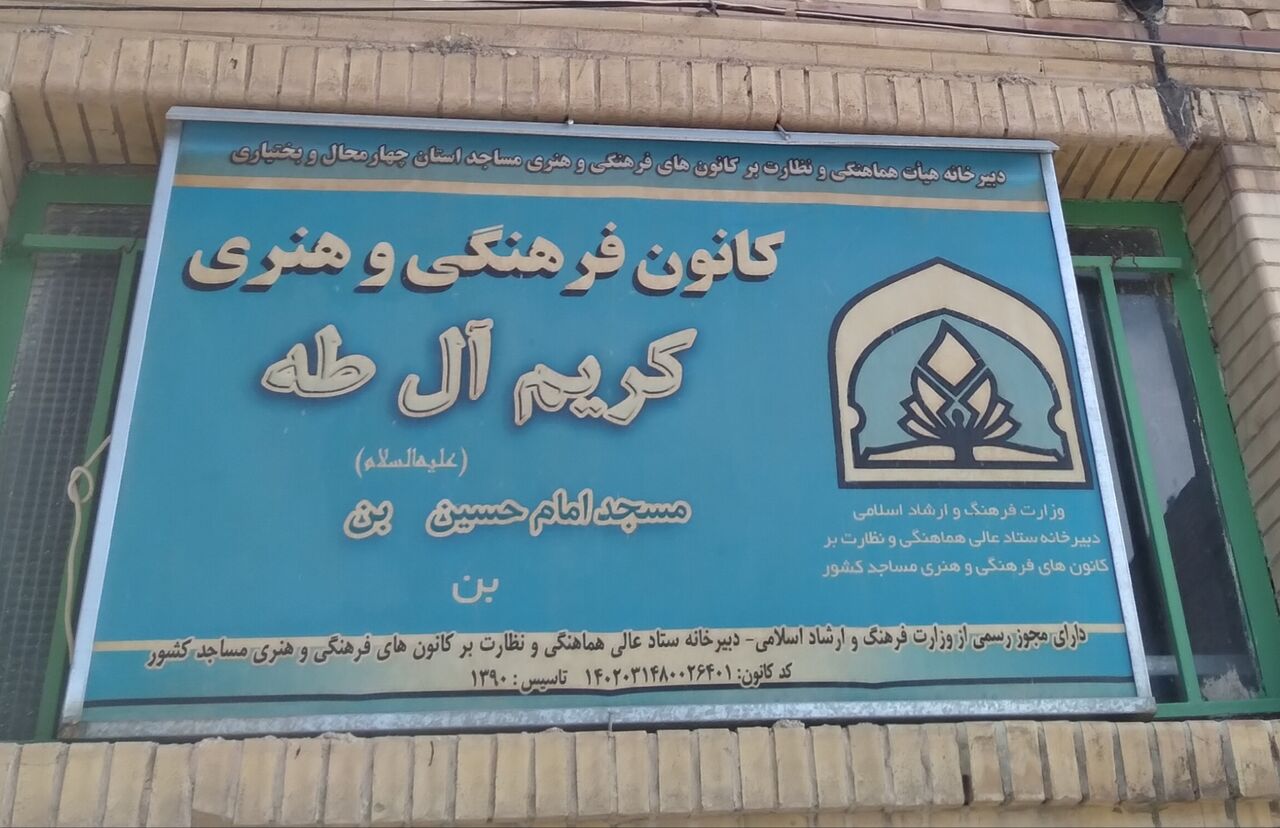 دبیرخانه هیأت هماهنگی و نظارت بر کانون های فرهنگی و هنری مساجد استان چهارمحال و بختیاری
کانون فرهنگی و هنری
کریم آل طه
(علیه‌السلام)
مسجد امام حسین بن
بن
وزارت فرهنگ و ارشاد اسلامی
دبیرخانه ستاد عالی هماهنگی و نظارت بر
کانون های فرهنگی و هنری مساجد کشور
دارای مجوز رسمی از وزارت فرهنگ و ارشاد اسلامی- دبیرخانه ستاد عالی هماهنگی و نظارت بر کانون های فرهنگی و هنری مساجد کشور
کد کانون: ۱۴۰۲۰۳۱۴۸۰۰۲۶۴۰۱ تاسیس: ۱۳۹۰